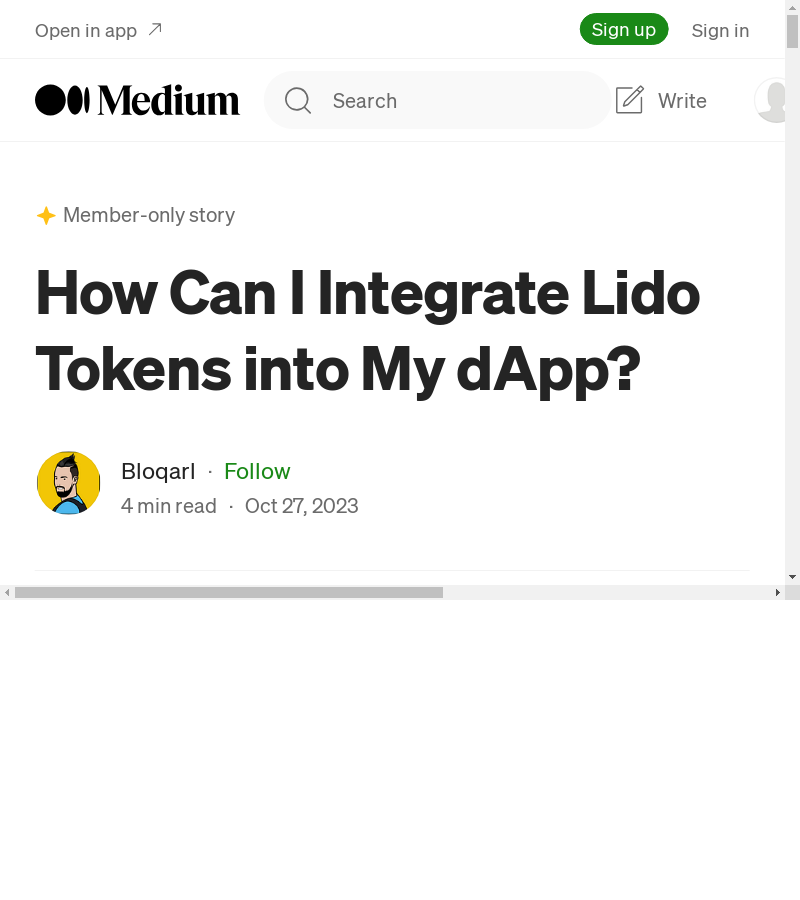 Open in app
Sign up
Sign in
Medium
Search
Write
Member-only story
How Can I Integrate Lido
Tokens into My dApp?
Bloqarl · Follow
4 min read · Oct 27, 2023